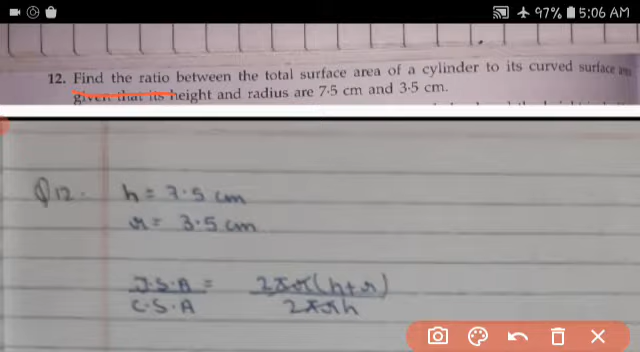 97% 5:06 AM
12. Find the ratio between the total surface area of a cylinder to its curved surface area
given that its height and radius are 7·5 cm and 3·5 cm.
Q12. h = 7.5 cm
r = 3.5 cm
T.S.A = 2πr(h+r)
C.S.A 2πrh